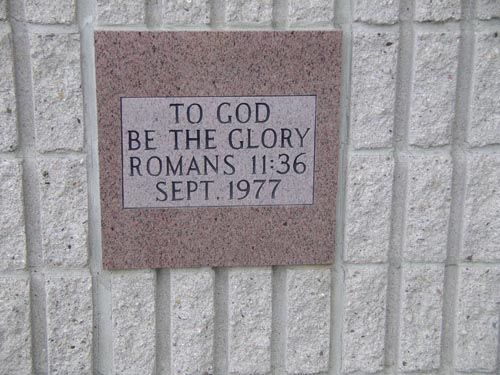 TO GOD
BE THE GLORY
ROMANS 11:36
SEPT. 1977